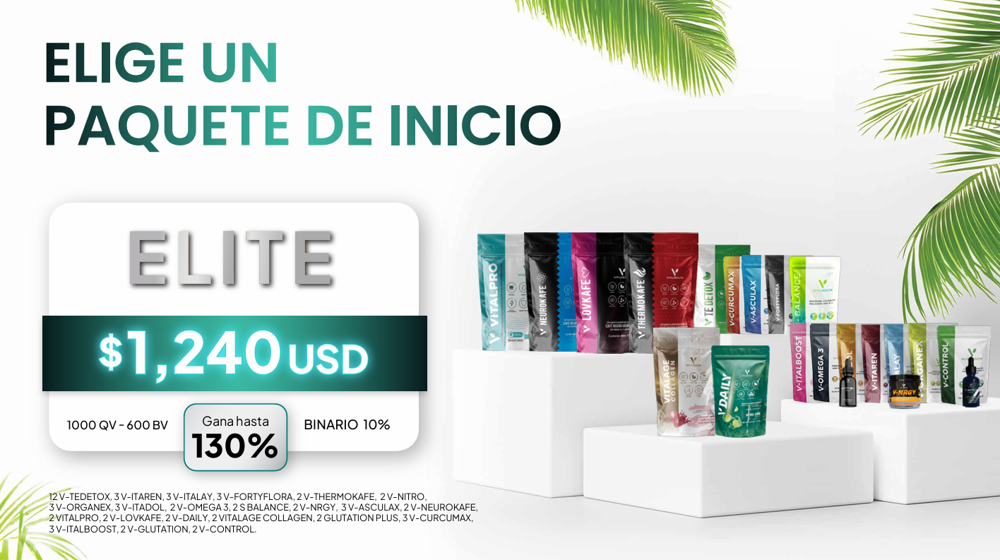 ELIGE UN
PAQUETE DE INICIO
ELITE
$1,240 USD
1000 QV - 600 BV
Gana hasta
130%
BINARIO 10%
12 V-TEDETOX, 3 V-ITAREN, 3 V-ITALAY, 3 V-FORTYFLORA, 2 V-THERMOKAFE, 2 V-NITRO,
3 V-ORGANEX, 3 V-ITADOL, 2 V-OMEGA 3, 2 S BALANCE, 2 V-NRGY, 3 V-ASCULAX, 2 V-NEUROKAFE,
2 VITALPRO, 2 V-LOVKAFE, 2 V-DAILY, 2 VITALAGE COLLAGEN, 2 GLUTATION PLUS, 3 V-CURCUMAX,
3 V-ITALBOOST, 2 V-GLUTATION, 2 V-CONTROL.
VITALPRO
NEUROKAFE
LOVKAFE
THERMOKAFE
TE DETOX
V-CURCUMAX
V-ASCULAX
V-FORTYFLORA
BALANCE
VITALAGE
COLLAGEN
V-DAILY
V-ITALBOOST
V-OMEGA 3
V-ITAREN
V-NRGY
V-CONTROL